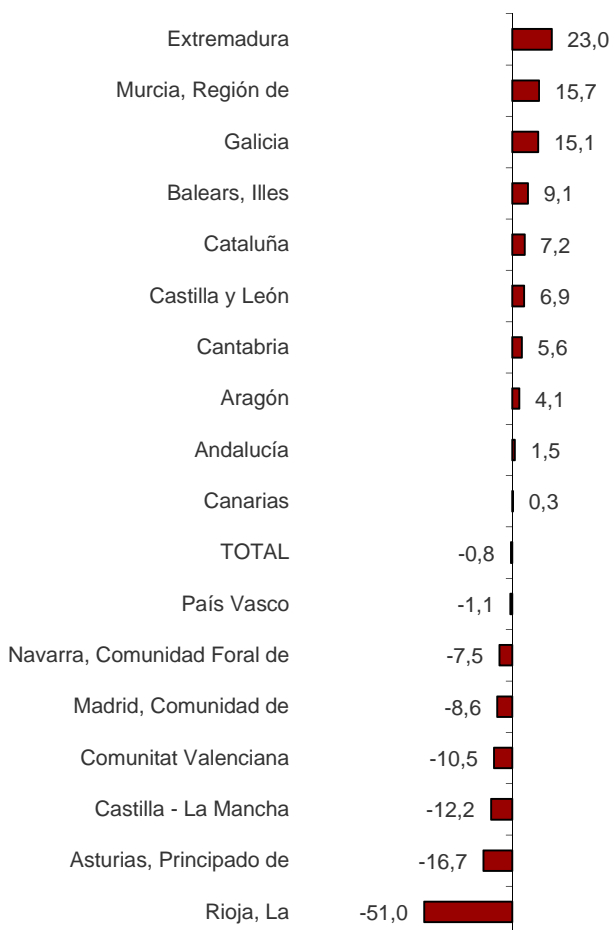 Extremadura 23,0
Murcia, Región de 15,7
Galicia 15,1
Balears, Illes 9,1
Cataluña 7,2
Castilla y León 6,9
Cantabria 5,6
Aragón 4,1
Andalucía 1,5
Canarias 0,3
TOTAL -0,8
País Vasco -1,1
Navarra, Comunidad Foral de -7,5
Madrid, Comunidad de -8,6
Comunitat Valenciana -10,5
Castilla - La Mancha -12,2
Asturias, Principado de -16,7
Rioja, La -51,0